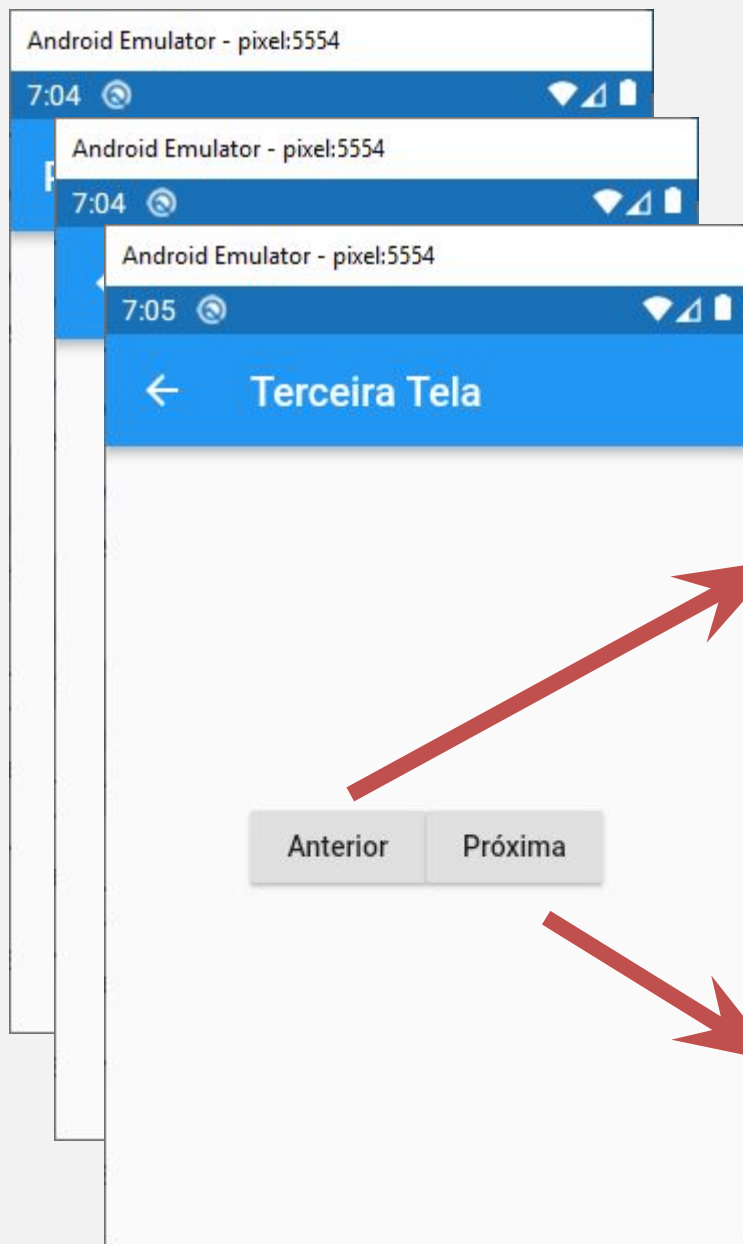 Android Emulator - pixel:5554
7:04
Android Emulator - pixel:5554
7:04
Android Emulator - pixel:5554
7:05
Terceira Tela
Anterior Próxima